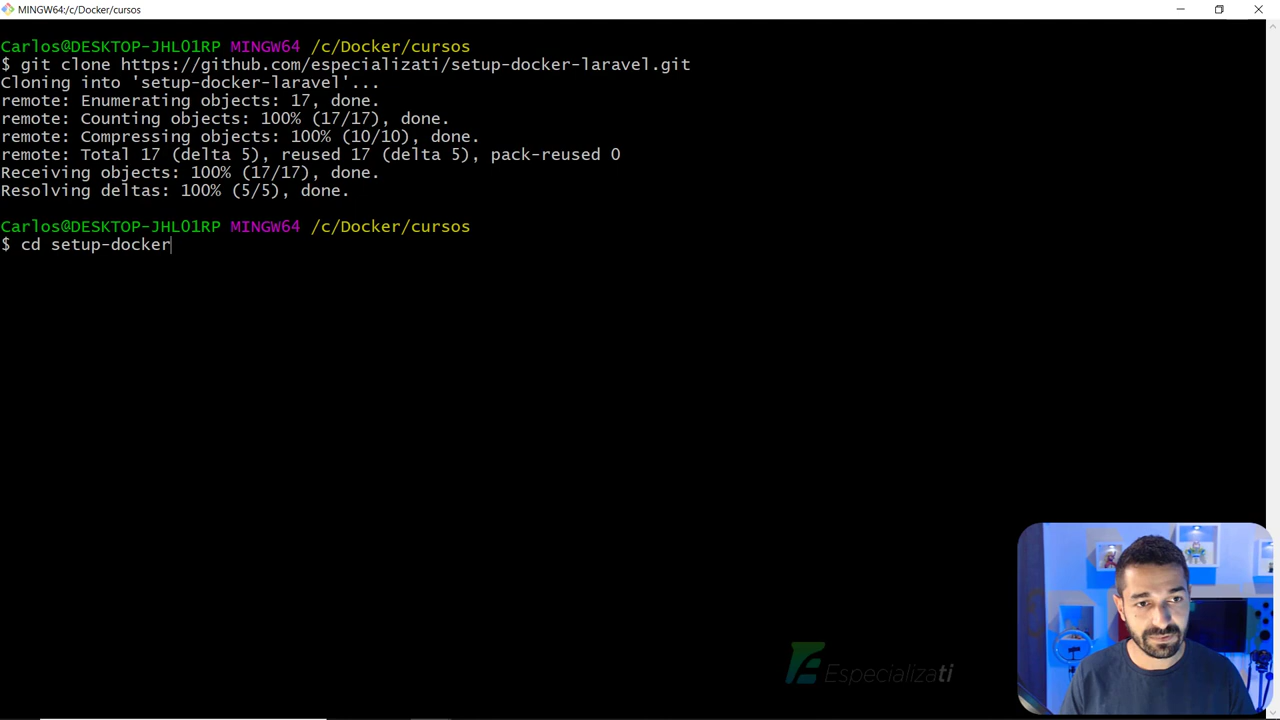 MINGW64:/c/Docker/cursos
Carlos@DESKTOP-JHL01RP MINGW64 /c/Docker/cursos
$ git clone https://github.com/especializati/setup-docker-laravel.git
Cloning into 'setup-docker-laravel'...
remote: Enumerating objects: 17, done.
remote: Counting objects: 100% (17/17), done.
remote: Compressing objects: 100% (10/10), done.
remote: Total 17 (delta 5), reused 17 (delta 5), pack-reused 0
Receiving objects: 100% (17/17), done.
Resolving deltas: 100% (5/5), done.
Carlos@DESKTOP-JHL01RP MINGW64 /c/Docker/cursos
$ cd setup-docker
Especializati